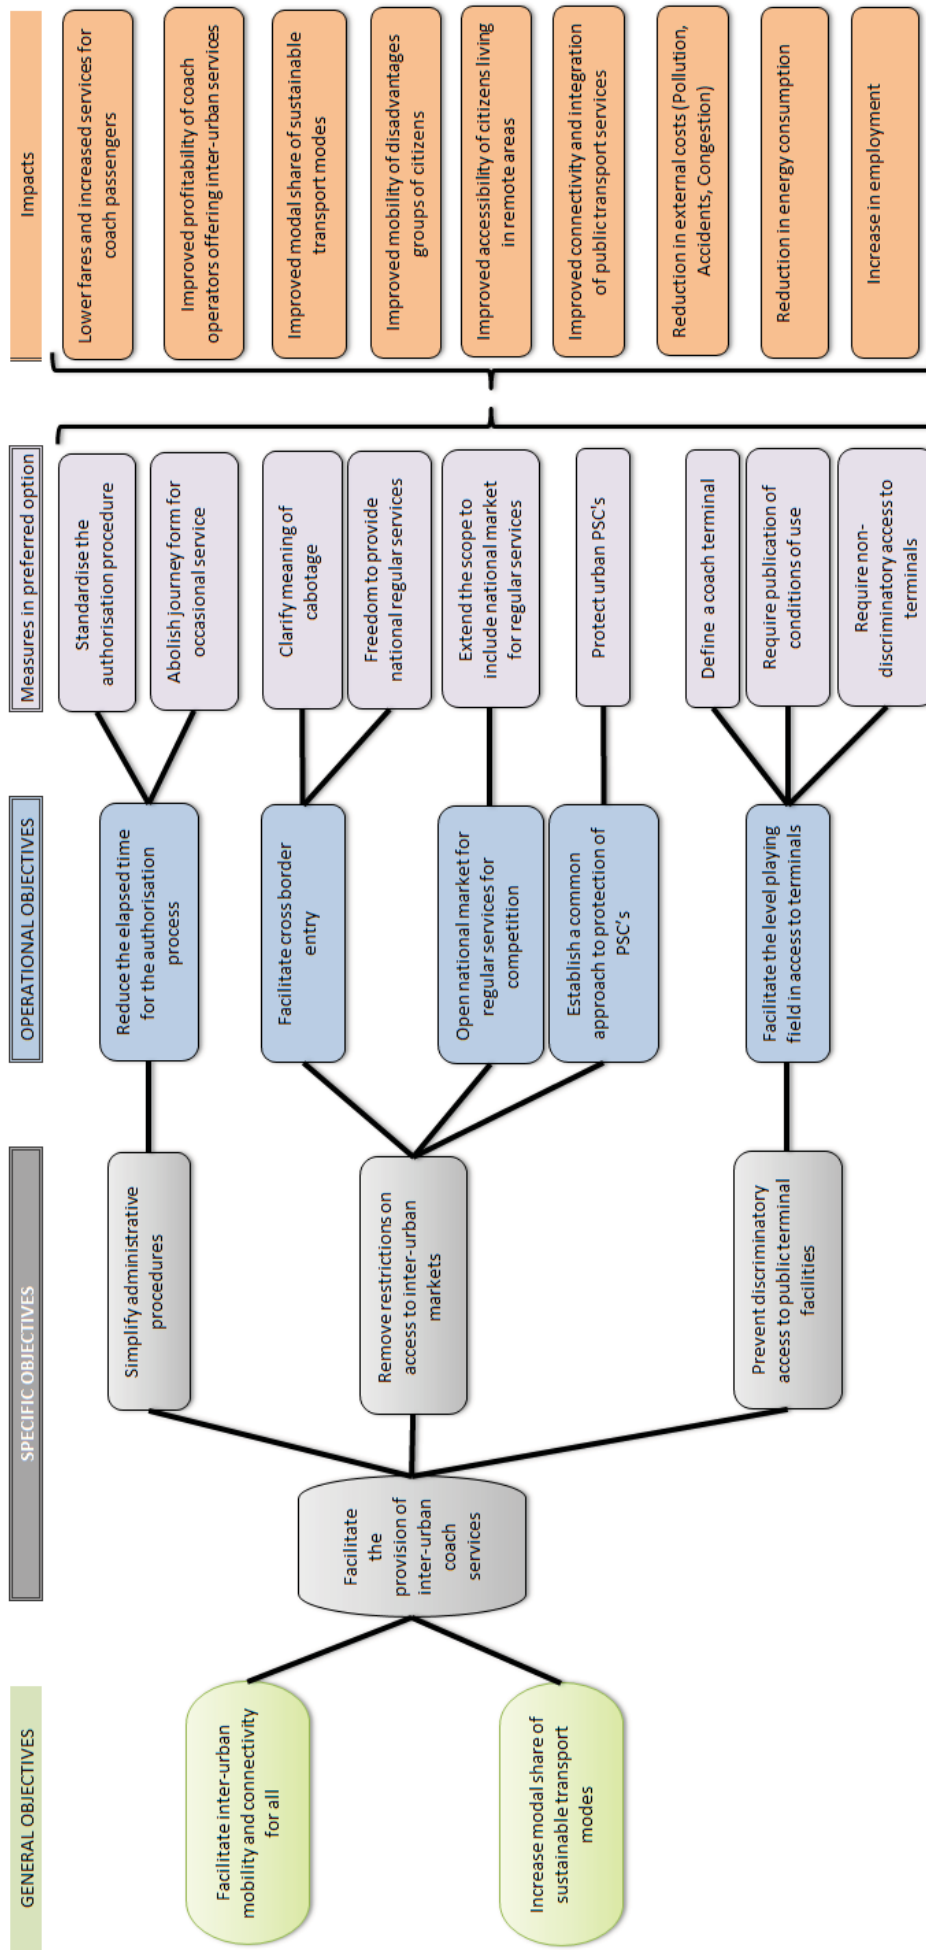 GENERAL OBJECTIVES
Facilitate inter-urban
mobility and connectivity
for all
Increase modal share of
sustainable transport
modes
SPECIFIC OBJECTIVES
Facilitate
the
provision of
inter-urban
coach
services
Simplify administrative
procedures
Remove restrictions on
access to inter-urban
markets
Prevent discriminatory
access to public terminal
facilities
OPERATIONAL OBJECTIVES
Reduce the elapsed time
for the authorisation
process
Facilitate cross border
entry
Open national market for
regular services for
competition
Establish a common
approach to protection of
PSC's
Facilitate the level playing
field in access to terminals
Measures in preferred option
Standardise the
authorisation procedure
Abolish journey form for
occasional service
Clarify meaning of
cabotage
Freedom to provide
national regular services
Extend the scope to
include national market
for regular services
Protect urban PSC's
Define a coach terminal
Require publication of
conditions of use
Require non-
discriminatory access to
terminals
Impacts
Lower fares and increased services for
coach passengers
Improved profitability of coach
operators offering inter-urban services
Improved modal share of sustainable
transport modes
Improved mobility of disadvantages
groups of citizens
Improved accessibility of citizens living
in remote areas
Improved connectivity and integration
of public transport services
Reduction in external costs (Pollution,
Accidents, Congestion)
Reduction in energy consumption
Increase in employment